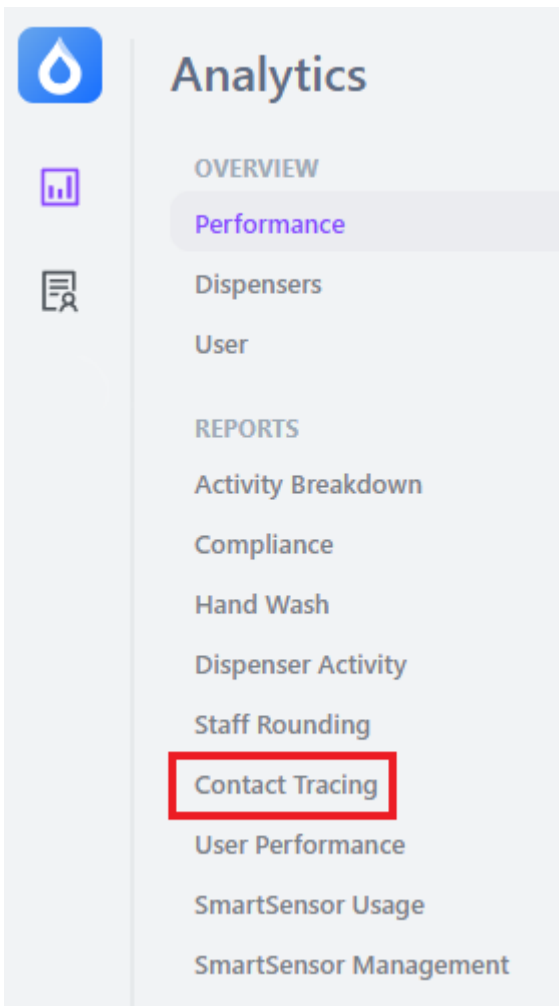 Analytics
OVERVIEW
Performance
Dispensers
User
REPORTS
Activity Breakdown
Compliance
Hand Wash
Dispenser Activity
Staff Rounding
Contact Tracing
User Performance
SmartSensor Usage
SmartSensor Management